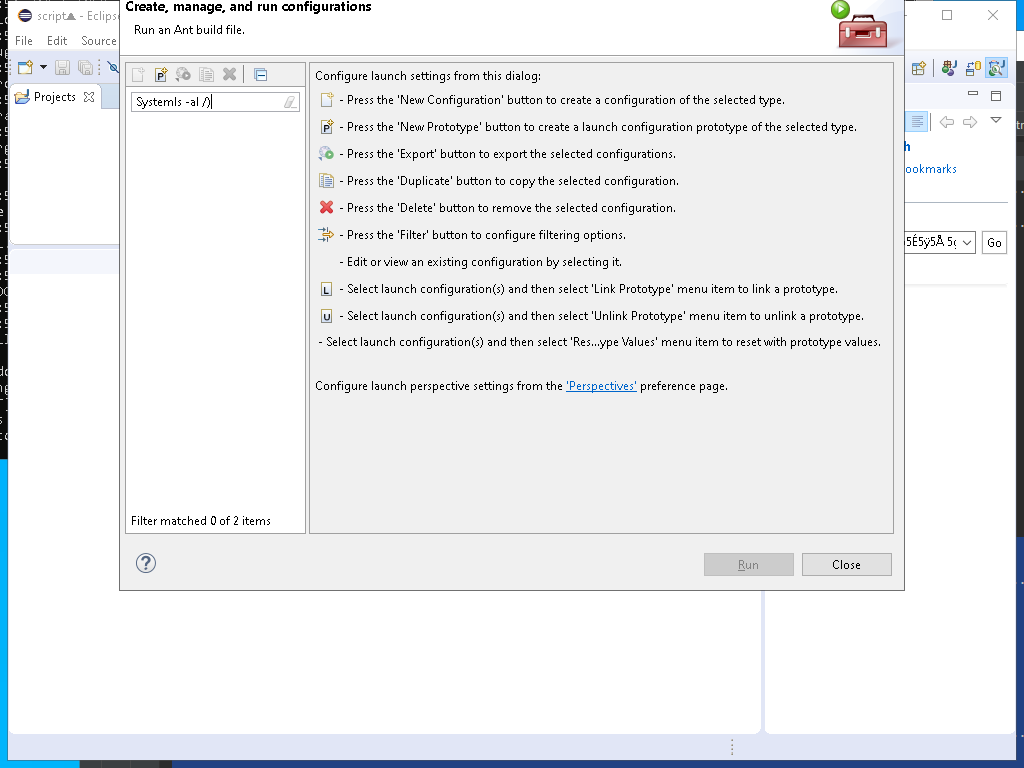 Create, manage, and run configurations
script▲ - Eclips
Run an Ant build file.
File Edit Source
Projects
Systemls -al /)
Configure launch settings from this dialog:
- Press the 'New Configuration' button to create a configuration of the selected type.
- Press the 'New Prototype' button to create a launch configuration prototype of the selected type.
- Press the 'Export' button to export the selected configurations.
- Press the 'Duplicate' button to copy the selected configuration.
- Press the 'Delete' button to remove the selected configuration.
- Press the 'Filter' button to configure filtering options.
- Edit or view an existing configuration by selecting it.
- Select launch configuration(s) and then select 'Link Prototype' menu item to link a prototype.
- Select launch configuration(s) and then select 'Unlink Prototype' menu item to unlink a prototype.
- Select launch configuration(s) and then select 'Res...ype Values' menu item to reset with prototype values.
Configure launch perspective settings from the 'Perspectives' preference page.
Filter matched 0 of 2 items
?
Run Close
h
ookmarks
Go